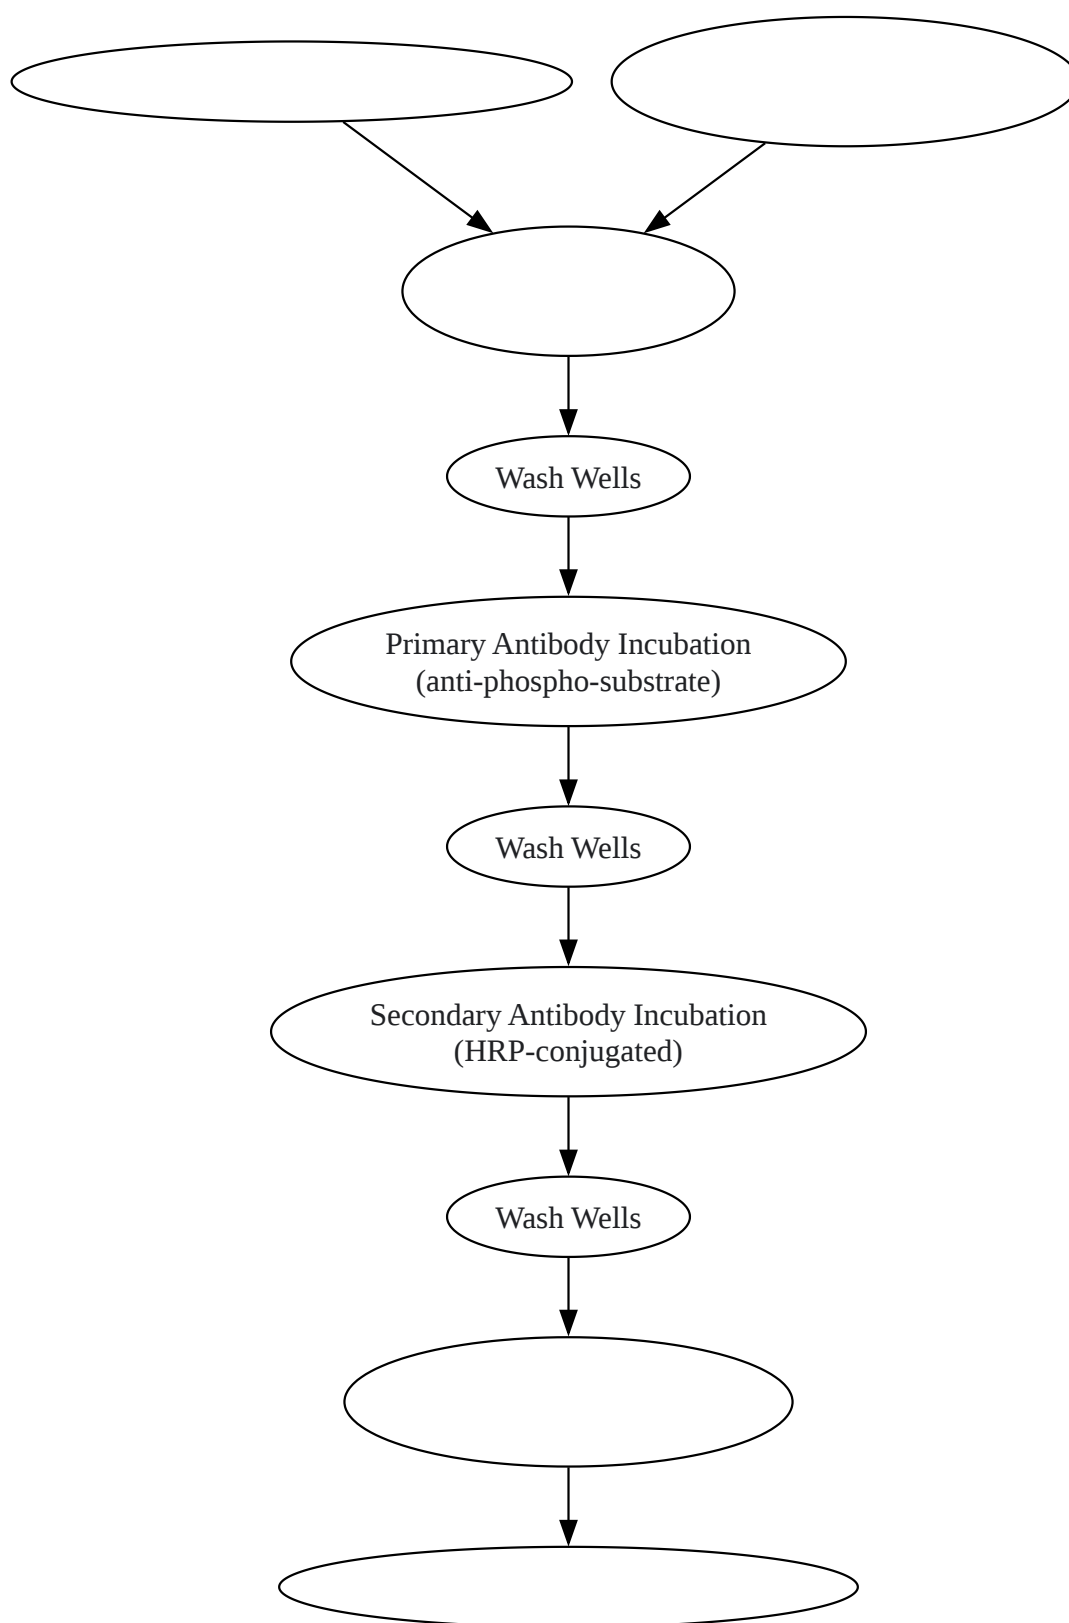 Wash Wells
Primary Antibody Incubation
(anti-phospho-substrate)
Wash Wells
Secondary Antibody Incubation
(HRP-conjugated)
Wash Wells